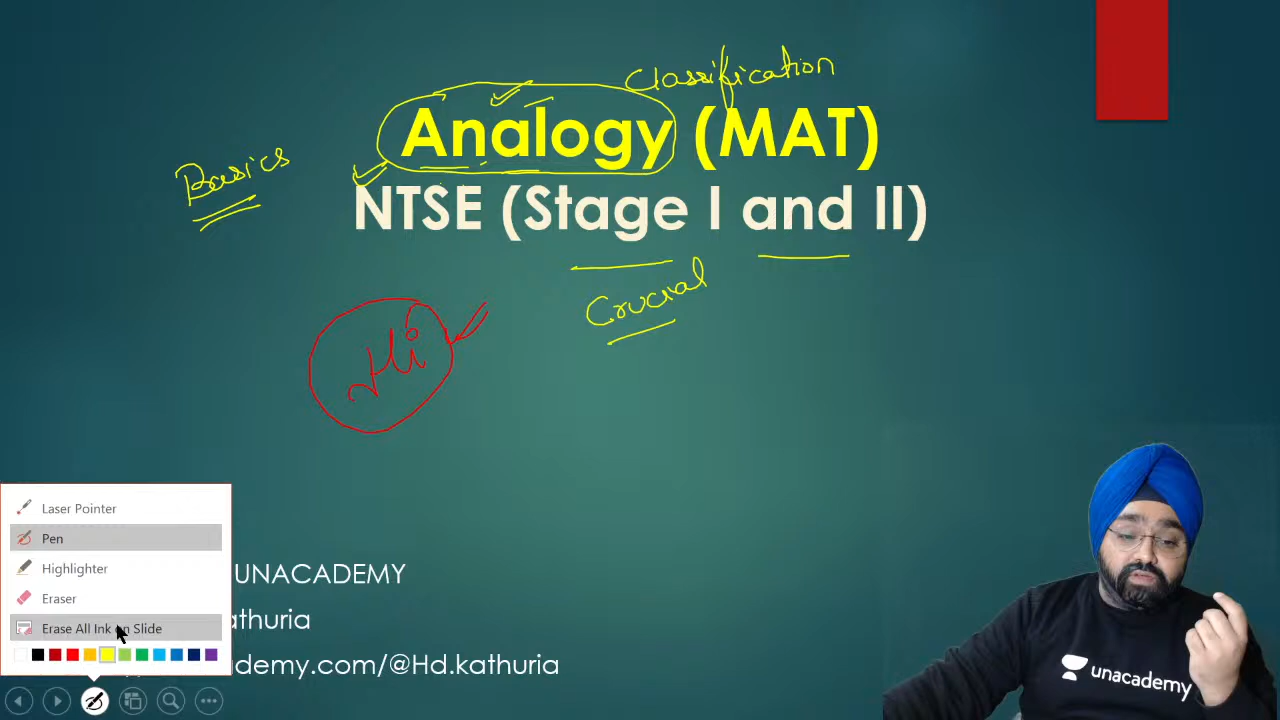 Classification
Analogy (MAT)
Basics
NTSE (Stage I and II)
Crucial
Hi
Laser Pointer
Pen
Highlighter
Eraser
Erase All Ink on Slide
UNACADEMY
athuria
academy.com/@Hd.kathuria
unacademy